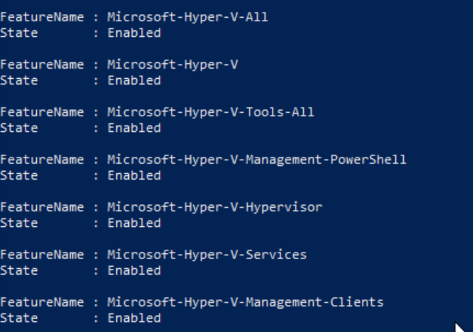 FeatureName : Microsoft-Hyper-V-All
State       : Enabled
FeatureName : Microsoft-Hyper-V
State       : Enabled
FeatureName : Microsoft-Hyper-V-Tools-All
State       : Enabled
FeatureName : Microsoft-Hyper-V-Management-PowerShell
State       : Enabled
FeatureName : Microsoft-Hyper-V-Hypervisor
State       : Enabled
FeatureName : Microsoft-Hyper-V-Services
State       : Enabled
FeatureName : Microsoft-Hyper-V-Management-Clients
State       : Enabled